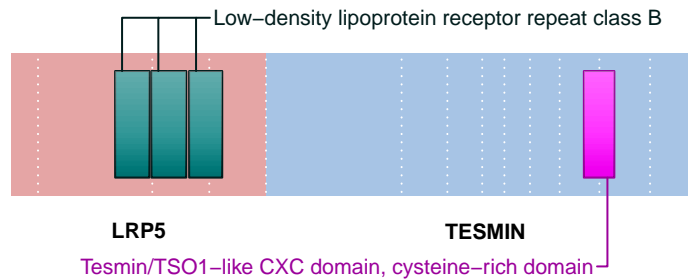 Low−density lipoprotein receptor repeat class B
LRP5 TESMIN
Tesmin/TSO1−like CXC domain, cysteine−rich domain